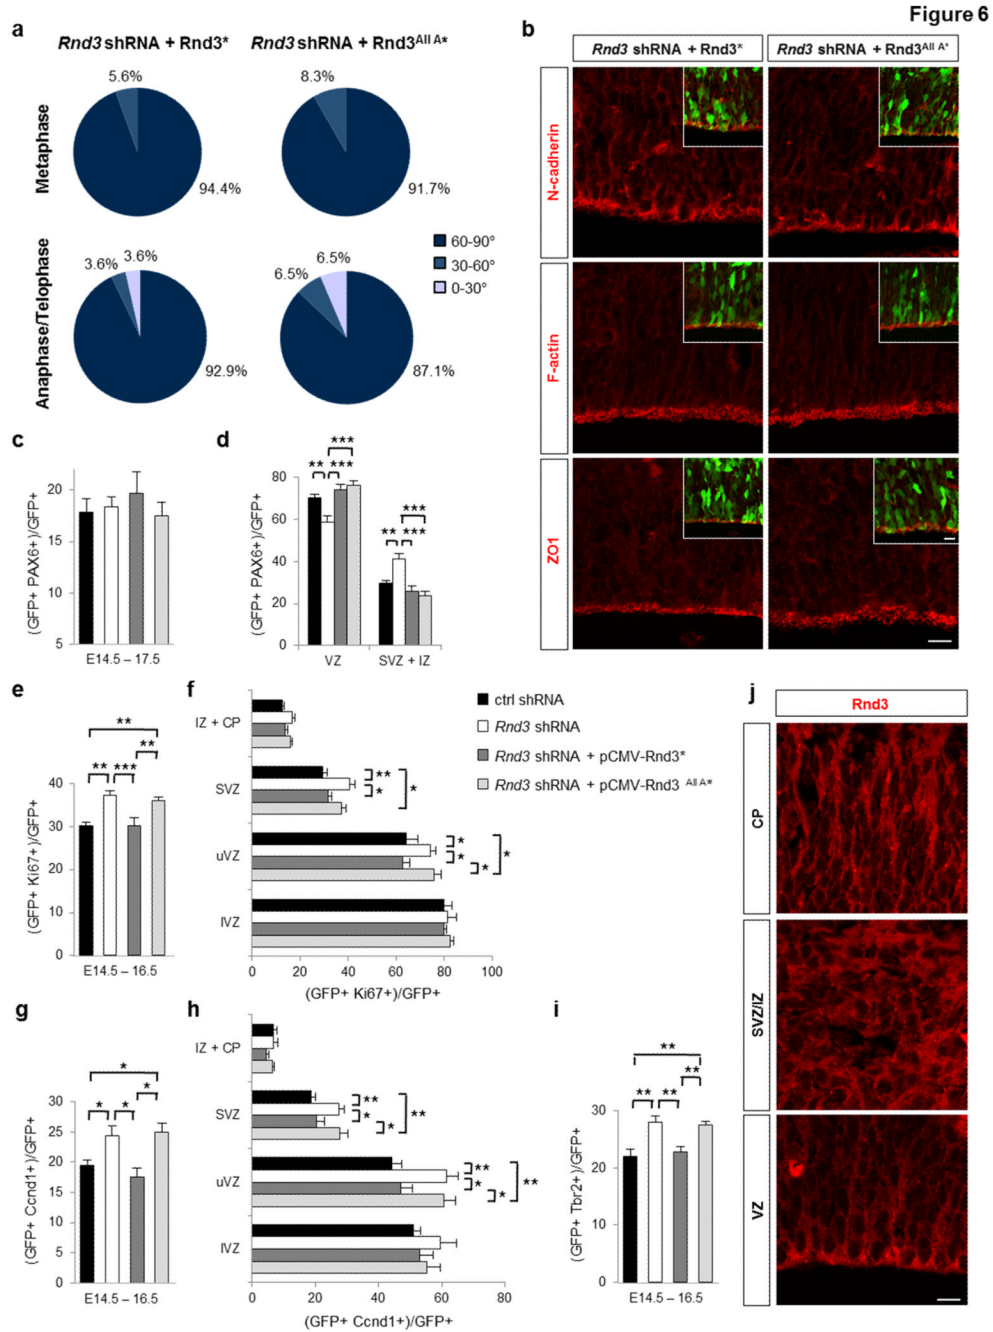 Figure 6
a
Rnd3 shRNA + Rnd3*
Rnd3 shRNA + Rnd3All A*
Metaphase
5.6%
94.4%
8.3%
91.7%
Anaphase/Telophase
3.6%
3.6%
92.9%
6.5%
6.5%
87.1%
60-90°
30-60°
0-30°
b
Rnd3 shRNA + Rnd3*
Rnd3 shRNA + Rnd3All A*
N-cadherin
F-actin
ZO1
c
(GFP+ PAX6+)/GFP+
20
15
10
5
E14.5 – 17.5
d
(GFP+ PAX6+)/GFP+
80
60
40
20
0
** *** ***
** *** ***
VZ
SVZ + IZ
e
(GFP+ Ki67+)/GFP+
40
30
20
10
0
**
** *** **
E14.5 – 16.5
f
IZ + CP
SVZ
uVZ
lVZ
** * *
* * * *
0 20 40 60 80 100
(GFP+ Ki67+)/GFP+
ctrl shRNA
Rnd3 shRNA
Rnd3 shRNA + pCMV-Rnd3*
Rnd3 shRNA + pCMV-Rnd3 All A*
g
(GFP+ Ccnd1+)/GFP+
30
25
20
15
10
5
0
*
* * *
E14.5 – 16.5
h
IZ + CP
SVZ
uVZ
lVZ
** * * **
** * * **
0 20 40 60 80
(GFP+ Ccnd1+)/GFP+
i
(GFP+ Tbr2+)/GFP+
30
20
10
0
**
** ** **
E14.5 – 16.5
j
Rnd3
CP
SVZ/IZ
VZ